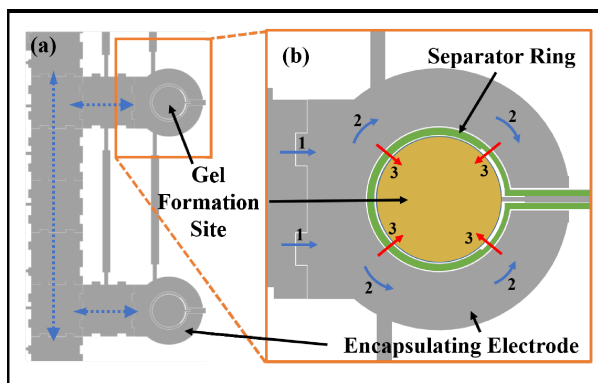 (a)
Gel
Formation
Site
(b)
Separator Ring
1
2
2
3
3
1
3
3
2
2
Encapsulating Electrode